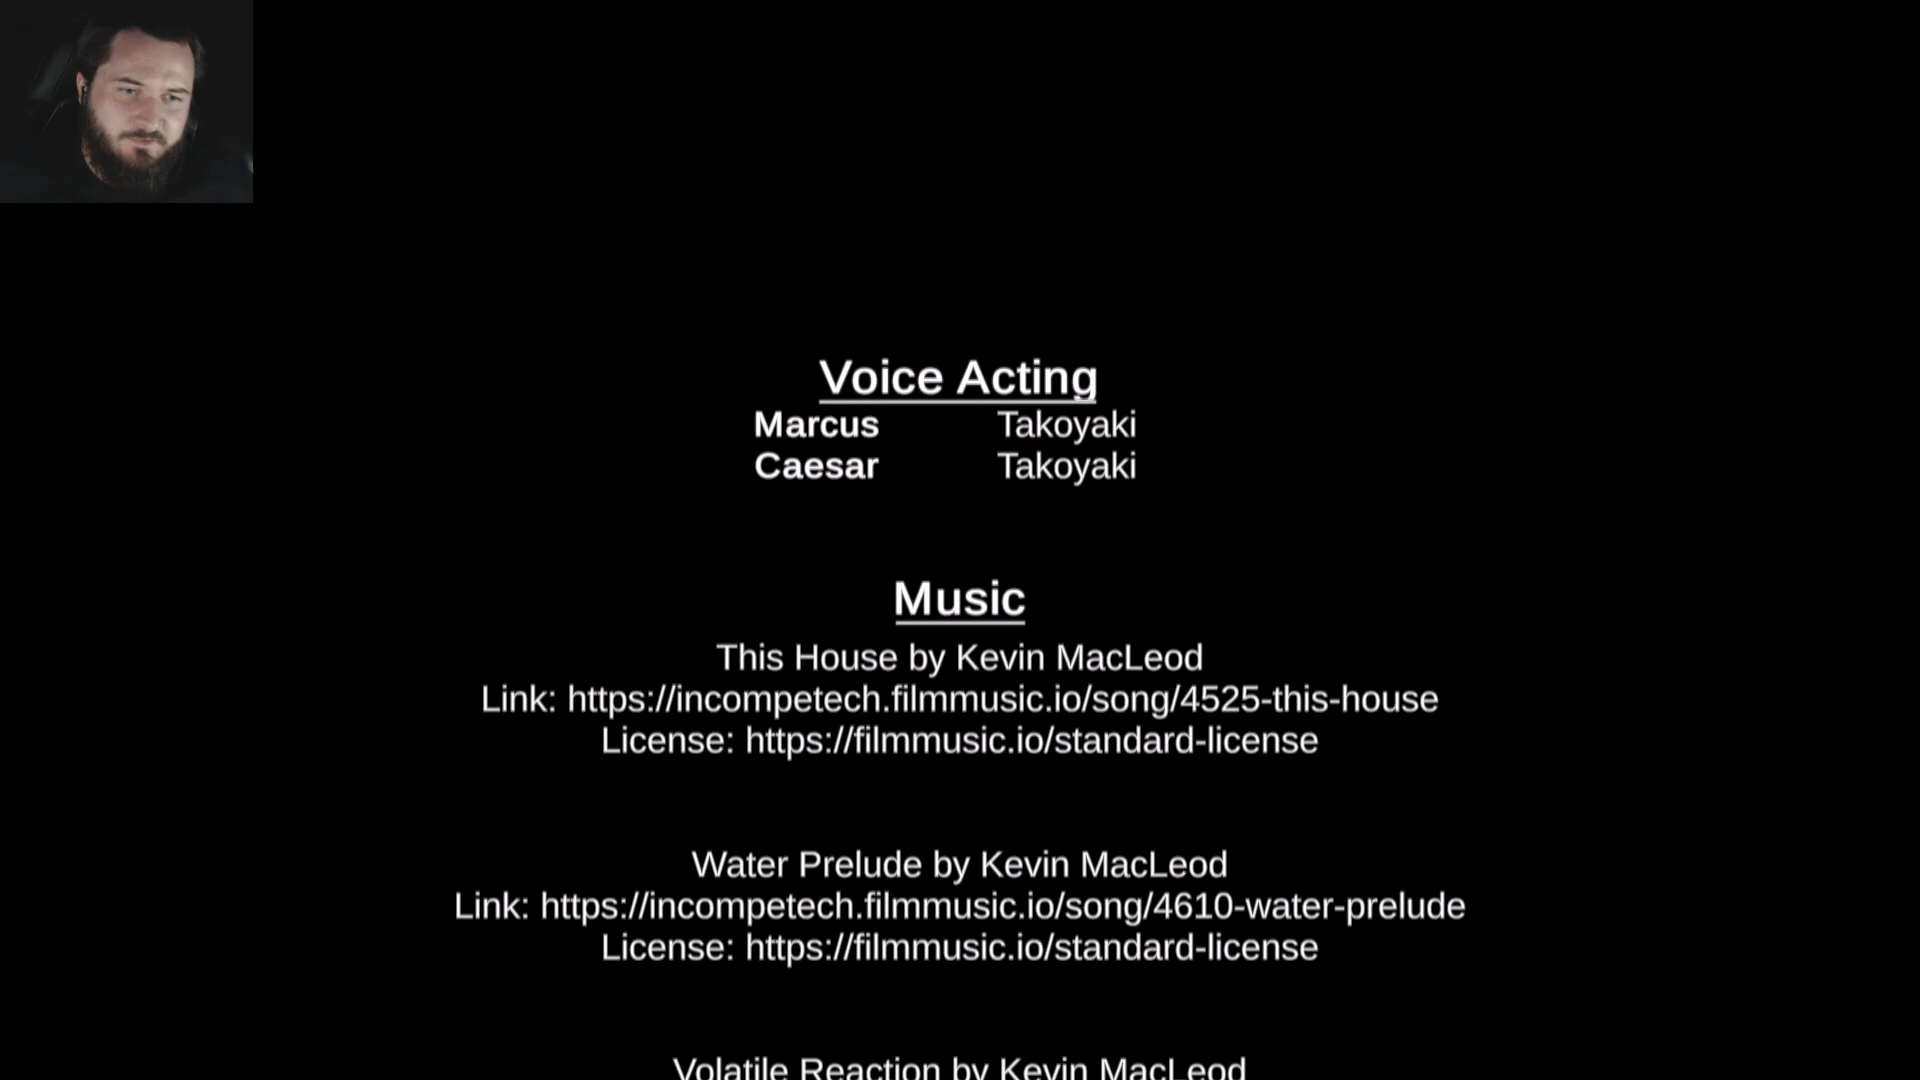 Voice Acting
Marcus Takoyaki
Caesar Takoyaki
Music
This House by Kevin MacLeod
Link: https://incompetech.filmmusic.io/song/4525-this-house
License: https://filmmusic.io/standard-license
Water Prelude by Kevin MacLeod
Link: https://incompetech.filmmusic.io/song/4610-water-prelude
License: https://filmmusic.io/standard-license
Volatile Reaction by Kevin MacLeod